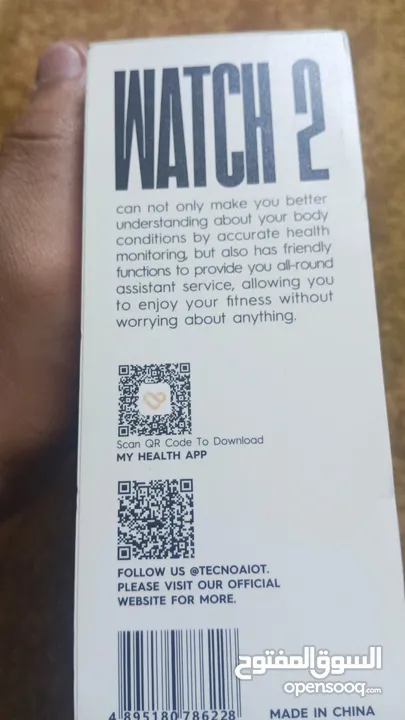 WATCH 2
can not only make you better
understanding about your body
conditions by accurate health
monitoring, but also has friendly
functions to provide you all-round
assistant service, allowing you
to enjoy your fitness without
worrying about anything.
Scan QR Code To Download
MY HEALTH APP
FOLLOW US @TECNOAIOT.
PLEASE VISIT OUR OFFICIAL
WEBSITE FOR MORE.
4 895180 786228
MADE IN CHINA
السوق المفتوح
opensooq.com